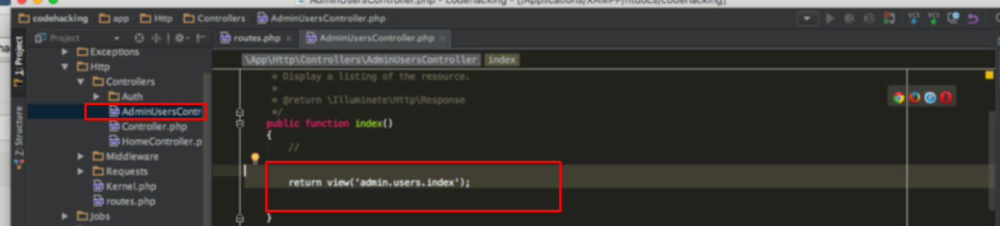 AdminUsersController.php - codehacking - [/Applications/XAMPP/htdocs/codehacking]
codehacking app Http Controllers AdminUsersController.php
1: Project
Project
routes.php × AdminUsersController.php ×
Exceptions
Http
Controllers
Auth
AdminUsersContr
Controller.php
HomeController.p
Middleware
Requests
Kernel.php
routes.php
Jobs
Z: Structure
\App\Http\Controllers\AdminUsersController index
* Display a listing of the resource.
*
* @return \Illuminate\Http\Response
*/
public function index()
{
//
return view('admin.users.index');
}
VCS VCS